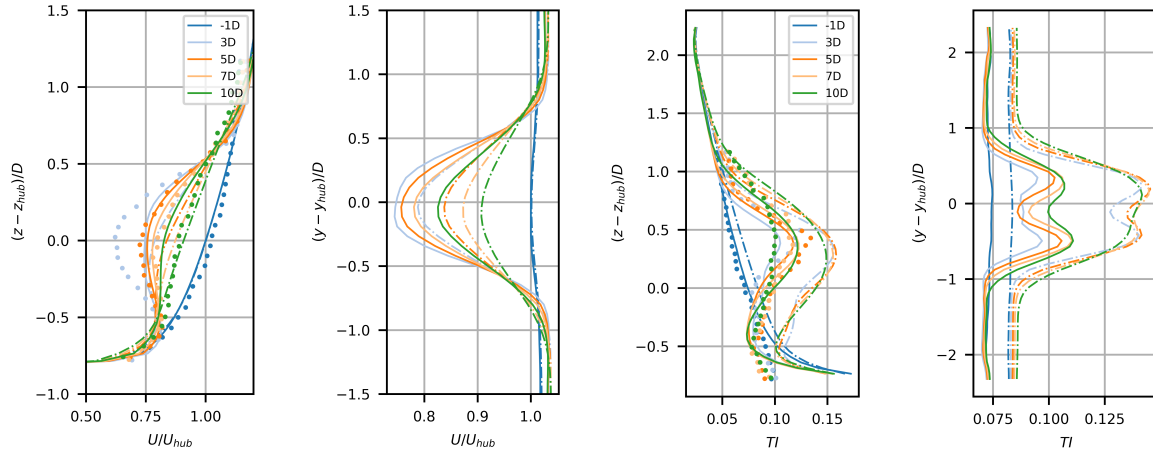 1.5
1.0
0.5
0.0
−0.5
−1.0
(z − z_hub)/D
0.50 0.75 1.00
U/U_hub
-1D
3D
5D
7D
10D
1.5
1.0
0.5
0.0
−0.5
−1.0
−1.5
(y − y_hub)/D
0.8 0.9 1.0
U/U_hub
2.0
1.5
1.0
0.5
0.0
−0.5
(z − z_hub)/D
0.05 0.10 0.15
TI
-1D
3D
5D
7D
10D
2
1
0
−1
−2
(y − y_hub)/D
0.075 0.100 0.125
TI